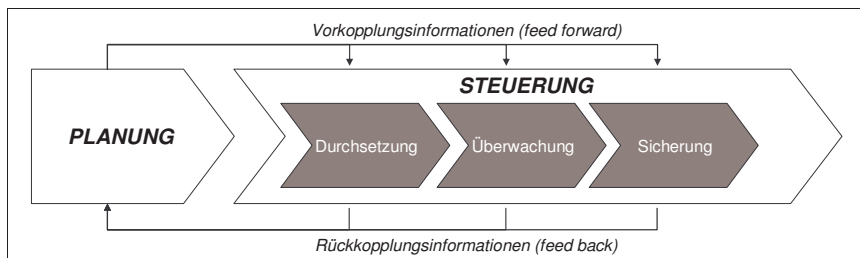 Vorkopplungsinformationen (feed forward)
STEUERUNG
PLANUNG
Durchsetzung
Überwachung
Sicherung
Rückkopplungsinformationen (feed back)